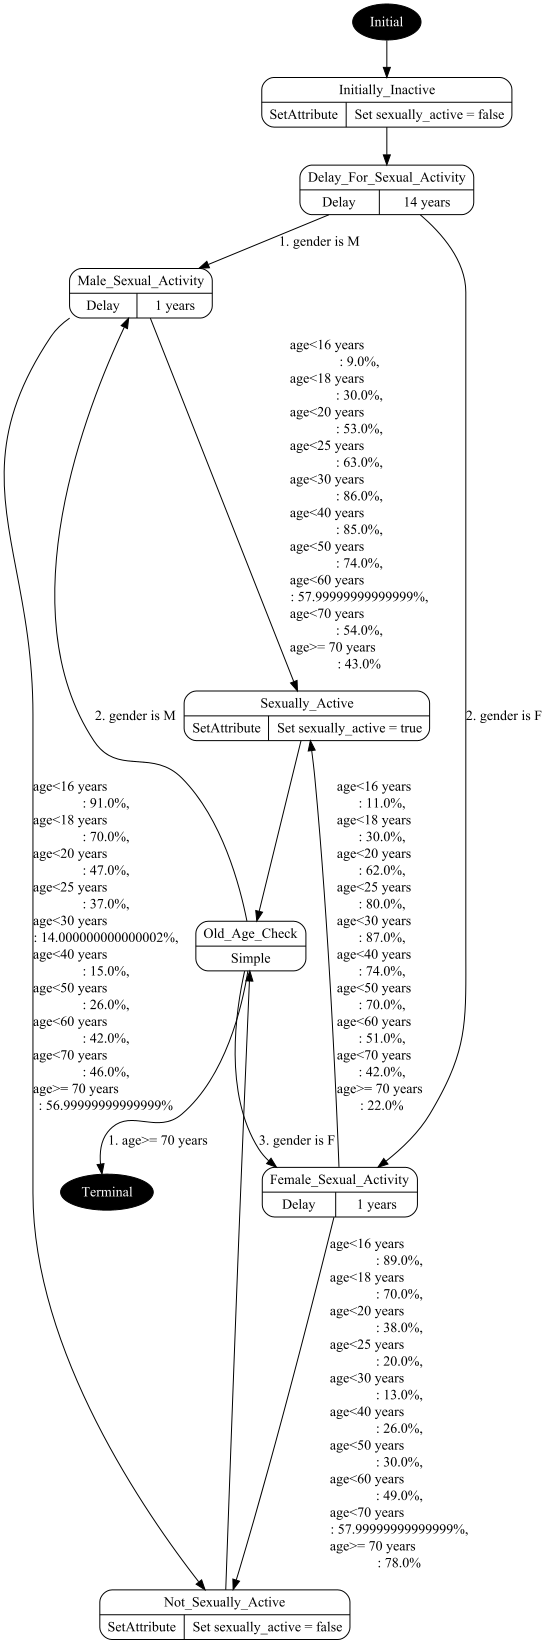 Initial
Initially_Inactive
SetAttribute
Set sexually_active = false
Delay_For_Sexual_Activity
Delay
14 years
1. gender is M
Male_Sexual_Activity
Delay
1 years
age<16 years
: 9.0%,
age<18 years
: 30.0%,
age<20 years
: 53.0%,
age<25 years
: 63.0%,
age<30 years
: 86.0%,
age<40 years
: 85.0%,
age<50 years
: 74.0%,
age<60 years
: 57.99999999999999%,
age<70 years
: 54.0%,
age>= 70 years
: 43.0%
Sexually_Active
SetAttribute
Set sexually_active = true
2. gender is M
2. gender is F
age<16 years
: 91.0%,
age<18 years
: 70.0%,
age<20 years
: 47.0%,
age<25 years
: 37.0%,
age<30 years
: 14.000000000000002%,
age<40 years
: 15.0%,
age<50 years
: 26.0%,
age<60 years
: 42.0%,
age<70 years
: 46.0%,
age>= 70 years
: 56.99999999999999%
age<16 years
: 11.0%,
age<18 years
: 30.0%,
age<20 years
: 62.0%,
age<25 years
: 80.0%,
age<30 years
: 87.0%,
age<40 years
: 74.0%,
age<50 years
: 70.0%,
age<60 years
: 51.0%,
age<70 years
: 42.0%,
age>= 70 years
: 22.0%
Old_Age_Check
Simple
1. age>= 70 years
3. gender is F
Terminal
Female_Sexual_Activity
Delay
1 years
age<16 years
: 89.0%,
age<18 years
: 70.0%,
age<20 years
: 38.0%,
age<25 years
: 20.0%,
age<30 years
: 13.0%,
age<40 years
: 26.0%,
age<50 years
: 30.0%,
age<60 years
: 49.0%,
age<70 years
: 57.99999999999999%,
age>= 70 years
: 78.0%
Not_Sexually_Active
SetAttribute
Set sexually_active = false